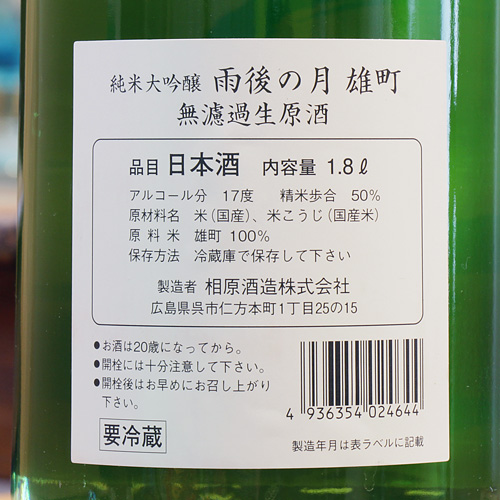 純米大吟醸 雨後の月 雄町
無濾過生原酒
品目 日本酒 内容量 1.8ℓ
アルコール分 17度 精米歩合 50%
原材料名 米(国産)、米こうじ(国産米)
原料米 雄町100%
保存方法 冷蔵庫で保存して下さい
製造者 相原酒造株式会社
広島県呉市仁方本町1丁目25の15
●お酒は20歳になってから。
●開栓には十分注意して下さい。
●開栓後はお早めにお召し上がり
下さい。
要冷蔵
4 936354 024644
製造年月は表ラベルに記載